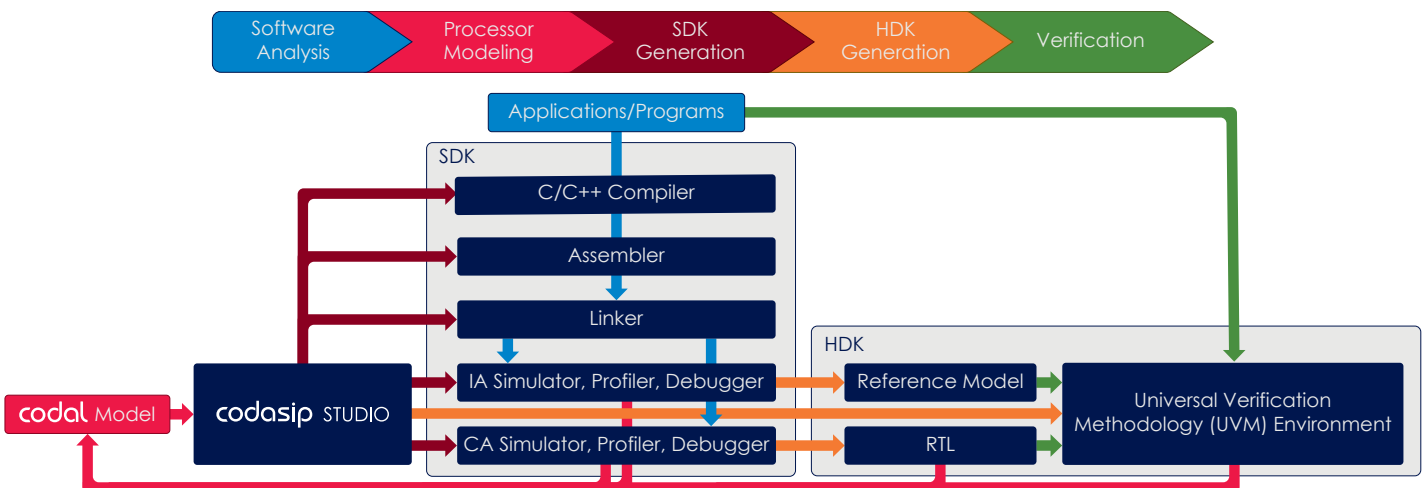 Software
Analysis
Processor
Modeling
SDK
Generation
HDK
Generation
Verification
Applications/Programs
SDK
C/C++ Compiler
Assembler
Linker
HDK
IA Simulator, Profiler, Debugger
Reference Model
codal Model
codasip STUDIO
Universal Verification
Methodology (UVM) Environment
CA Simulator, Profiler, Debugger
RTL